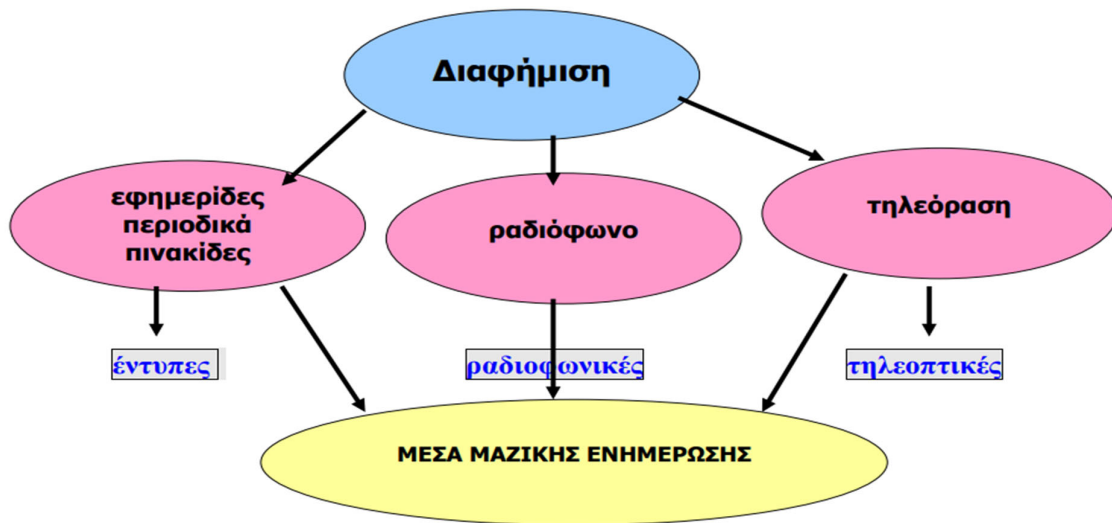 Διαφήμιση
εφημερίδες
περιοδικά
πινακίδες
ραδιόφωνο
τηλεόραση
έντυπες
ραδιοφωνικές
τηλεοπτικές
ΜΕΣΑ ΜΑΖΙΚΗΣ ΕΝΗΜΕΡΩΣΗΣ